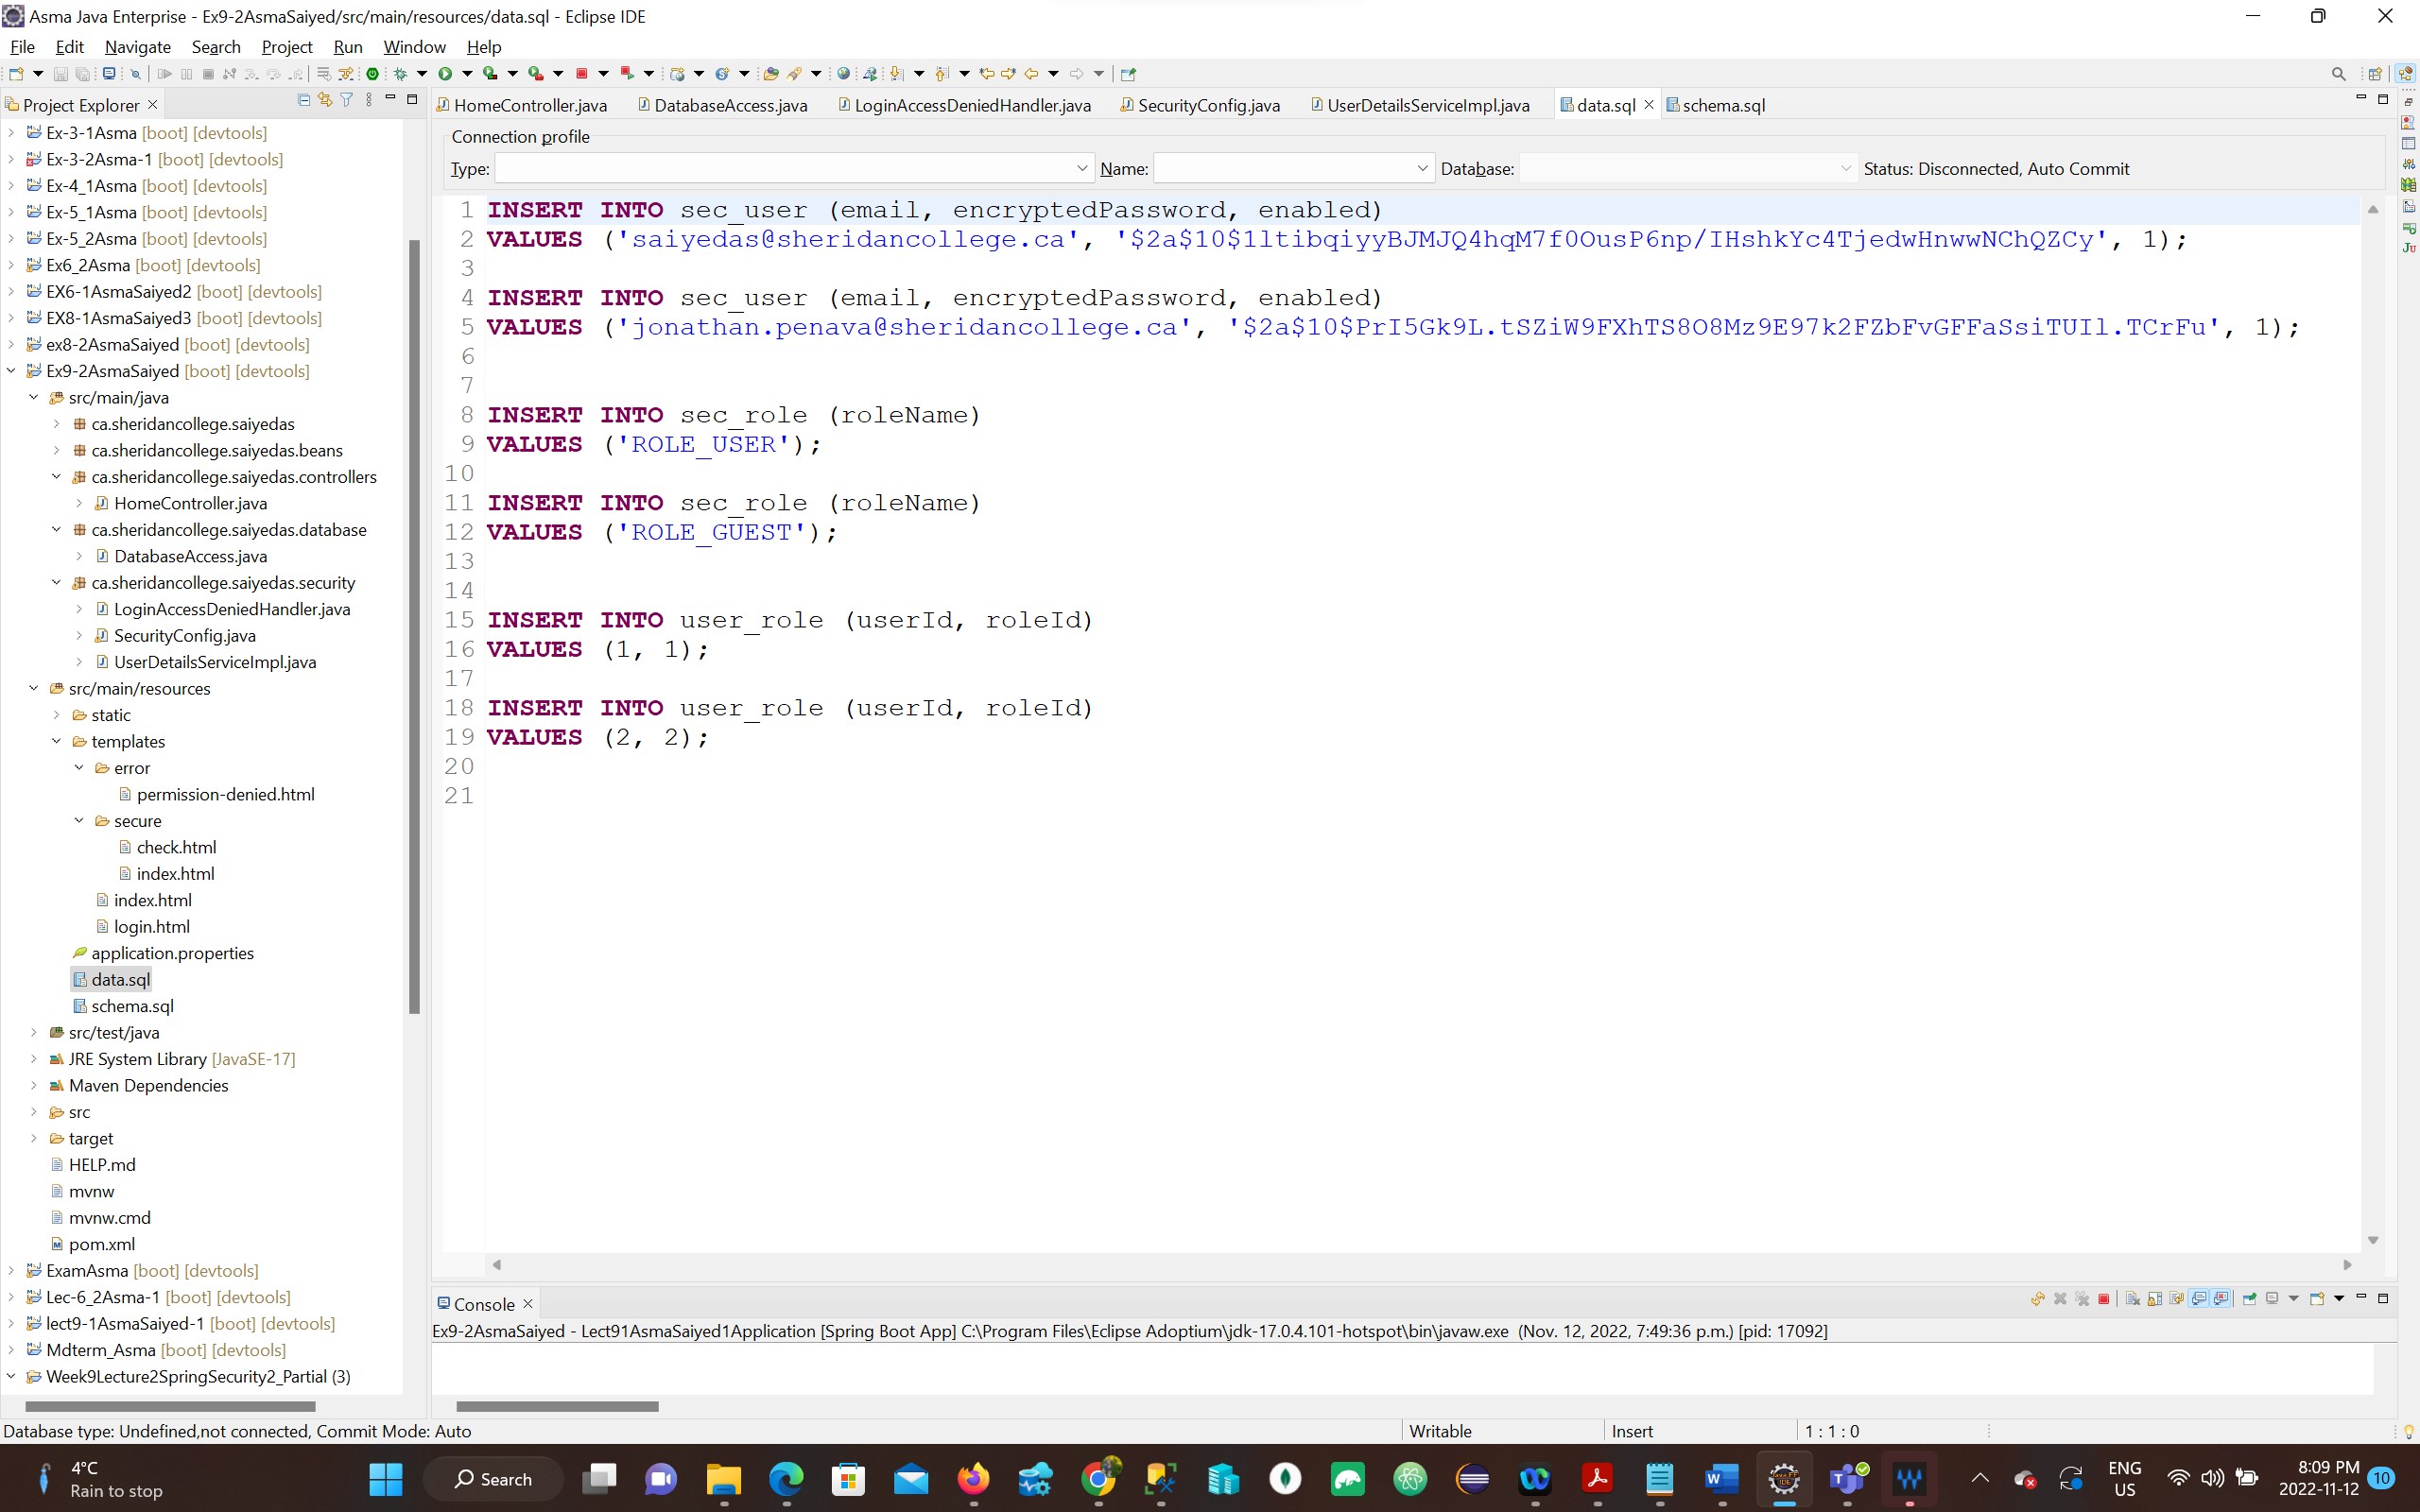 Asma Java Enterprise - Ex9-2AsmaSaiyed/src/main/resources/data.sql - Eclipse IDE
File Edit Navigate Search Project Run Window Help
Project Explorer
Ex-3-1Asma [boot] [devtools]
Ex-3-2Asma-1 [boot] [devtools]
Ex-4_1Asma [boot] [devtools]
Ex-5_1Asma [boot] [devtools]
Ex-5_2Asma [boot] [devtools]
Ex6_2Asma [boot] [devtools]
EX6-1AsmaSaiyed2 [boot] [devtools]
EX8-1AsmaSaiyed3 [boot] [devtools]
ex8-2AsmaSaiyed [boot] [devtools]
Ex9-2AsmaSaiyed [boot] [devtools]
src/main/java
ca.sheridancollege.saiyedas
ca.sheridancollege.saiyedas.beans
ca.sheridancollege.saiyedas.controllers
HomeController.java
ca.sheridancollege.saiyedas.database
DatabaseAccess.java
ca.sheridancollege.saiyedas.security
LoginAccessDeniedHandler.java
SecurityConfig.java
UserDetailsServiceImpl.java
src/main/resources
static
templates
error
permission-denied.html
secure
check.html
index.html
index.html
login.html
application.properties
data.sql
schema.sql
src/test/java
JRE System Library [JavaSE-17]
Maven Dependencies
src
target
HELP.md
mvnw
mvnw.cmd
pom.xml
ExamAsma [boot] [devtools]
Lec-6_2Asma-1 [boot] [devtools]
lect9-1AsmaSaiyed-1 [boot] [devtools]
Mdterm_Asma [boot] [devtools]
Week9Lecture2SpringSecurity2_Partial (3)
HomeController.java DatabaseAccess.java LoginAccessDeniedHandler.java SecurityConfig.java UserDetailsServiceImpl.java data.sql schema.sql
Connection profile
Type: Name: Database: Status: Disconnected, Auto Commit
1 INSERT INTO sec_user (email, encryptedPassword, enabled)
2 VALUES ('saiyedas@sheridancollege.ca', '$2a$10$1ltibqiyyBJMJQ4hqM7f0OusP6np/IHshkYc4TjedwHnwwNChQZCy', 1);
3
4 INSERT INTO sec_user (email, encryptedPassword, enabled)
5 VALUES ('jonathan.penava@sheridancollege.ca', '$2a$10$PrI5Gk9L.tSZiW9FXhTS8O8Mz9E97k2FZbFvGFFaSsiTUIl.TCrFu', 1);
6
7
8 INSERT INTO sec_role (roleName)
9 VALUES ('ROLE_USER');
10
11 INSERT INTO sec_role (roleName)
12 VALUES ('ROLE_GUEST');
13
14
15 INSERT INTO user_role (userId, roleId)
16 VALUES (1, 1);
17
18 INSERT INTO user_role (userId, roleId)
19 VALUES (2, 2);
20
21
Console
Ex9-2AsmaSaiyed - Lect91AsmaSaiyed1Application [Spring Boot App] C:\Program Files\Eclipse Adoptium\jdk-17.0.4.101-hotspot\bin\javaw.exe (Nov. 12, 2022, 7:49:36 p.m.) [pid: 17092]
Database type: Undefined,not connected, Commit Mode: Auto
Writable Insert 1 : 1 : 0
4°C
Rain to stop
Search
ENG
US
8:09 PM
2022-11-12
10